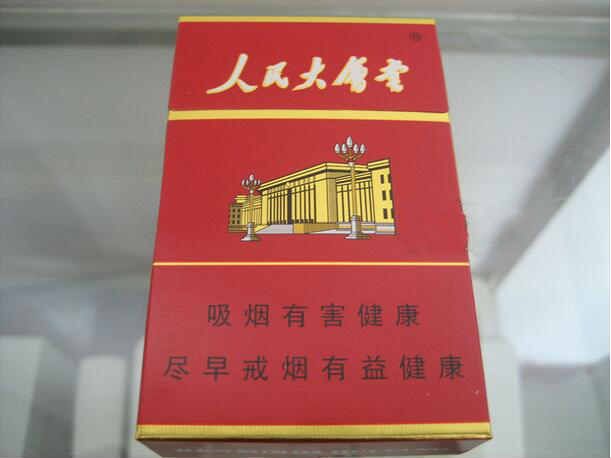 人民大会堂
吸烟有害健康
尽早戒烟有益健康